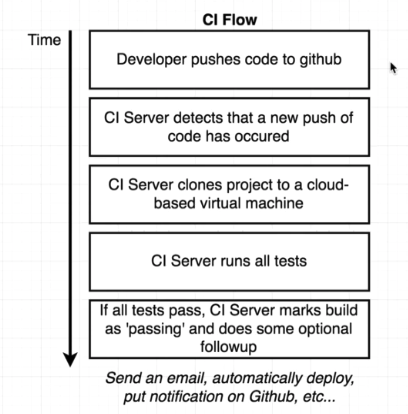 CI Flow
Time
Developer pushes code to github
CI Server detects that a new push of
code has occured
CI Server clones project to a cloud-
based virtual machine
CI Server runs all tests
If all tests pass, CI Server marks build
as 'passing' and does some optional
followup
Send an email, automatically deploy,
put notification on Github, etc...